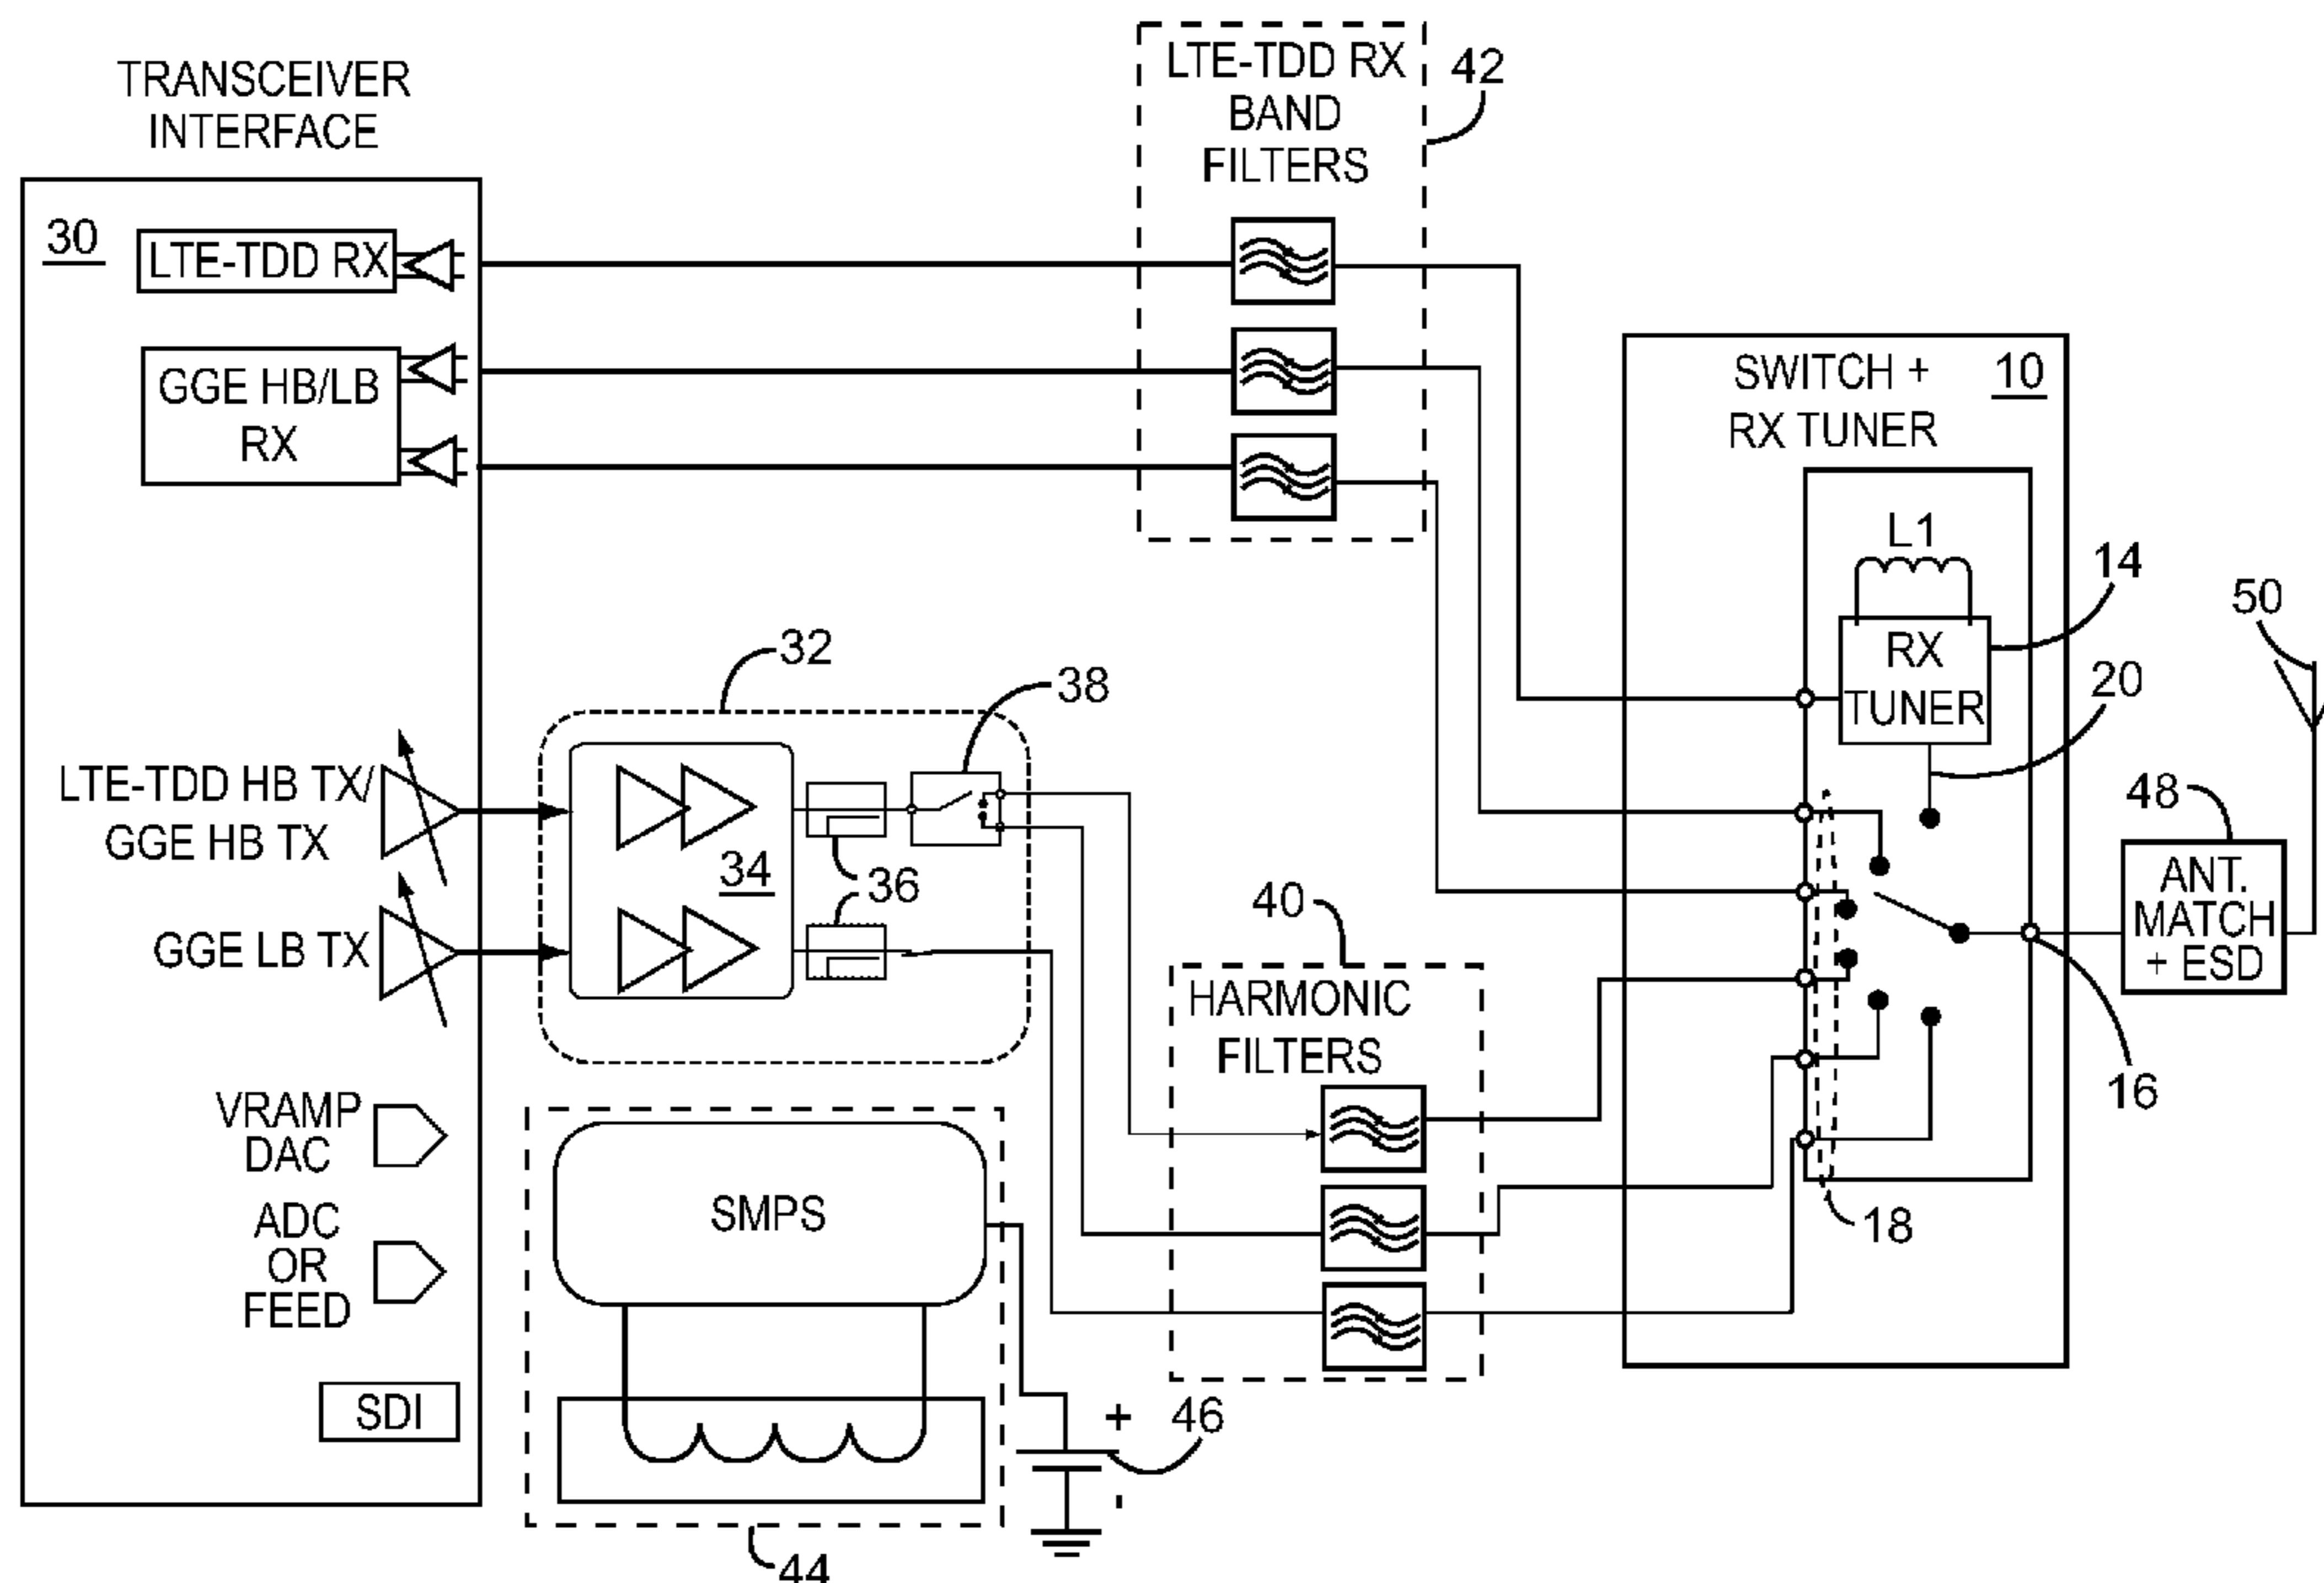 TRANSCEIVER
INTERFACE
30
LTE-TDD RX
GGE HB/LB
RX
LTE-TDD HB TX/
GGE HB TX
GGE LB TX
VRAMP
DAC
ADC
OR
FEED
SDI
LTE-TDD RX
BAND
FILTERS
42
32
38
34
36
SMPS
44
+
46
-
40
HARMONIC
FILTERS
SWITCH +
RX TUNER
10
L1
14
RX
TUNER
20
18
16
50
48
ANT.
MATCH
+ ESD